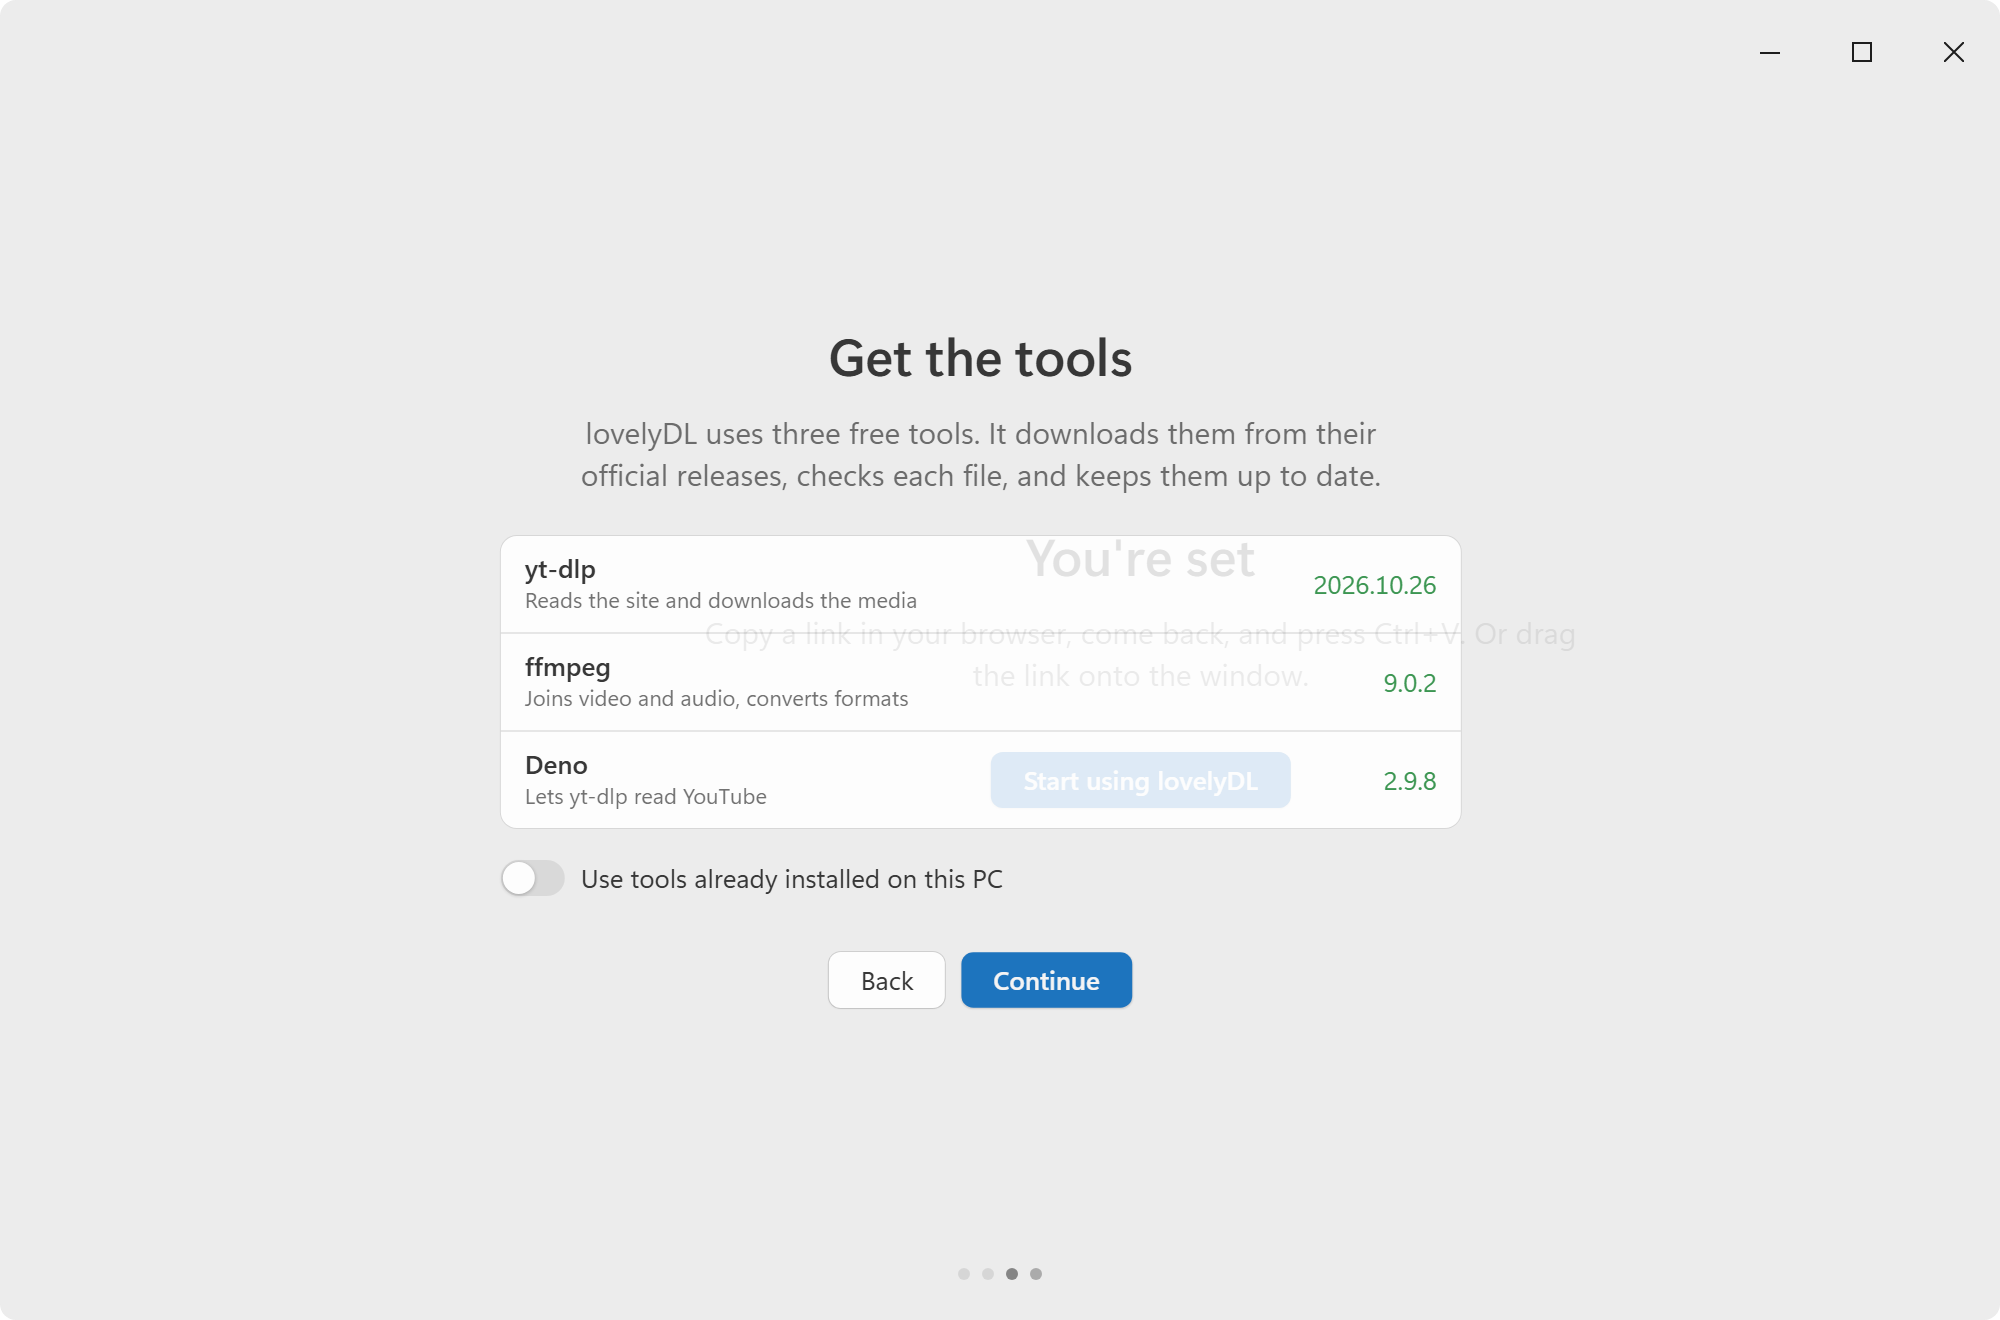 Get the tools
lovelyDL uses three free tools. It downloads them from their
official releases, checks each file, and keeps them up to date.
You're set
yt-dlp
Reads the site and downloads the media
2026.10.26
Copy a link in your browser, come back, and press Ctrl+V. Or drag
the link onto the window.
ffmpeg
Joins video and audio, converts formats
9.0.2
Deno
Lets yt-dlp read YouTube
Start using lovelyDL
2.9.8
Use tools already installed on this PC
Back
Continue